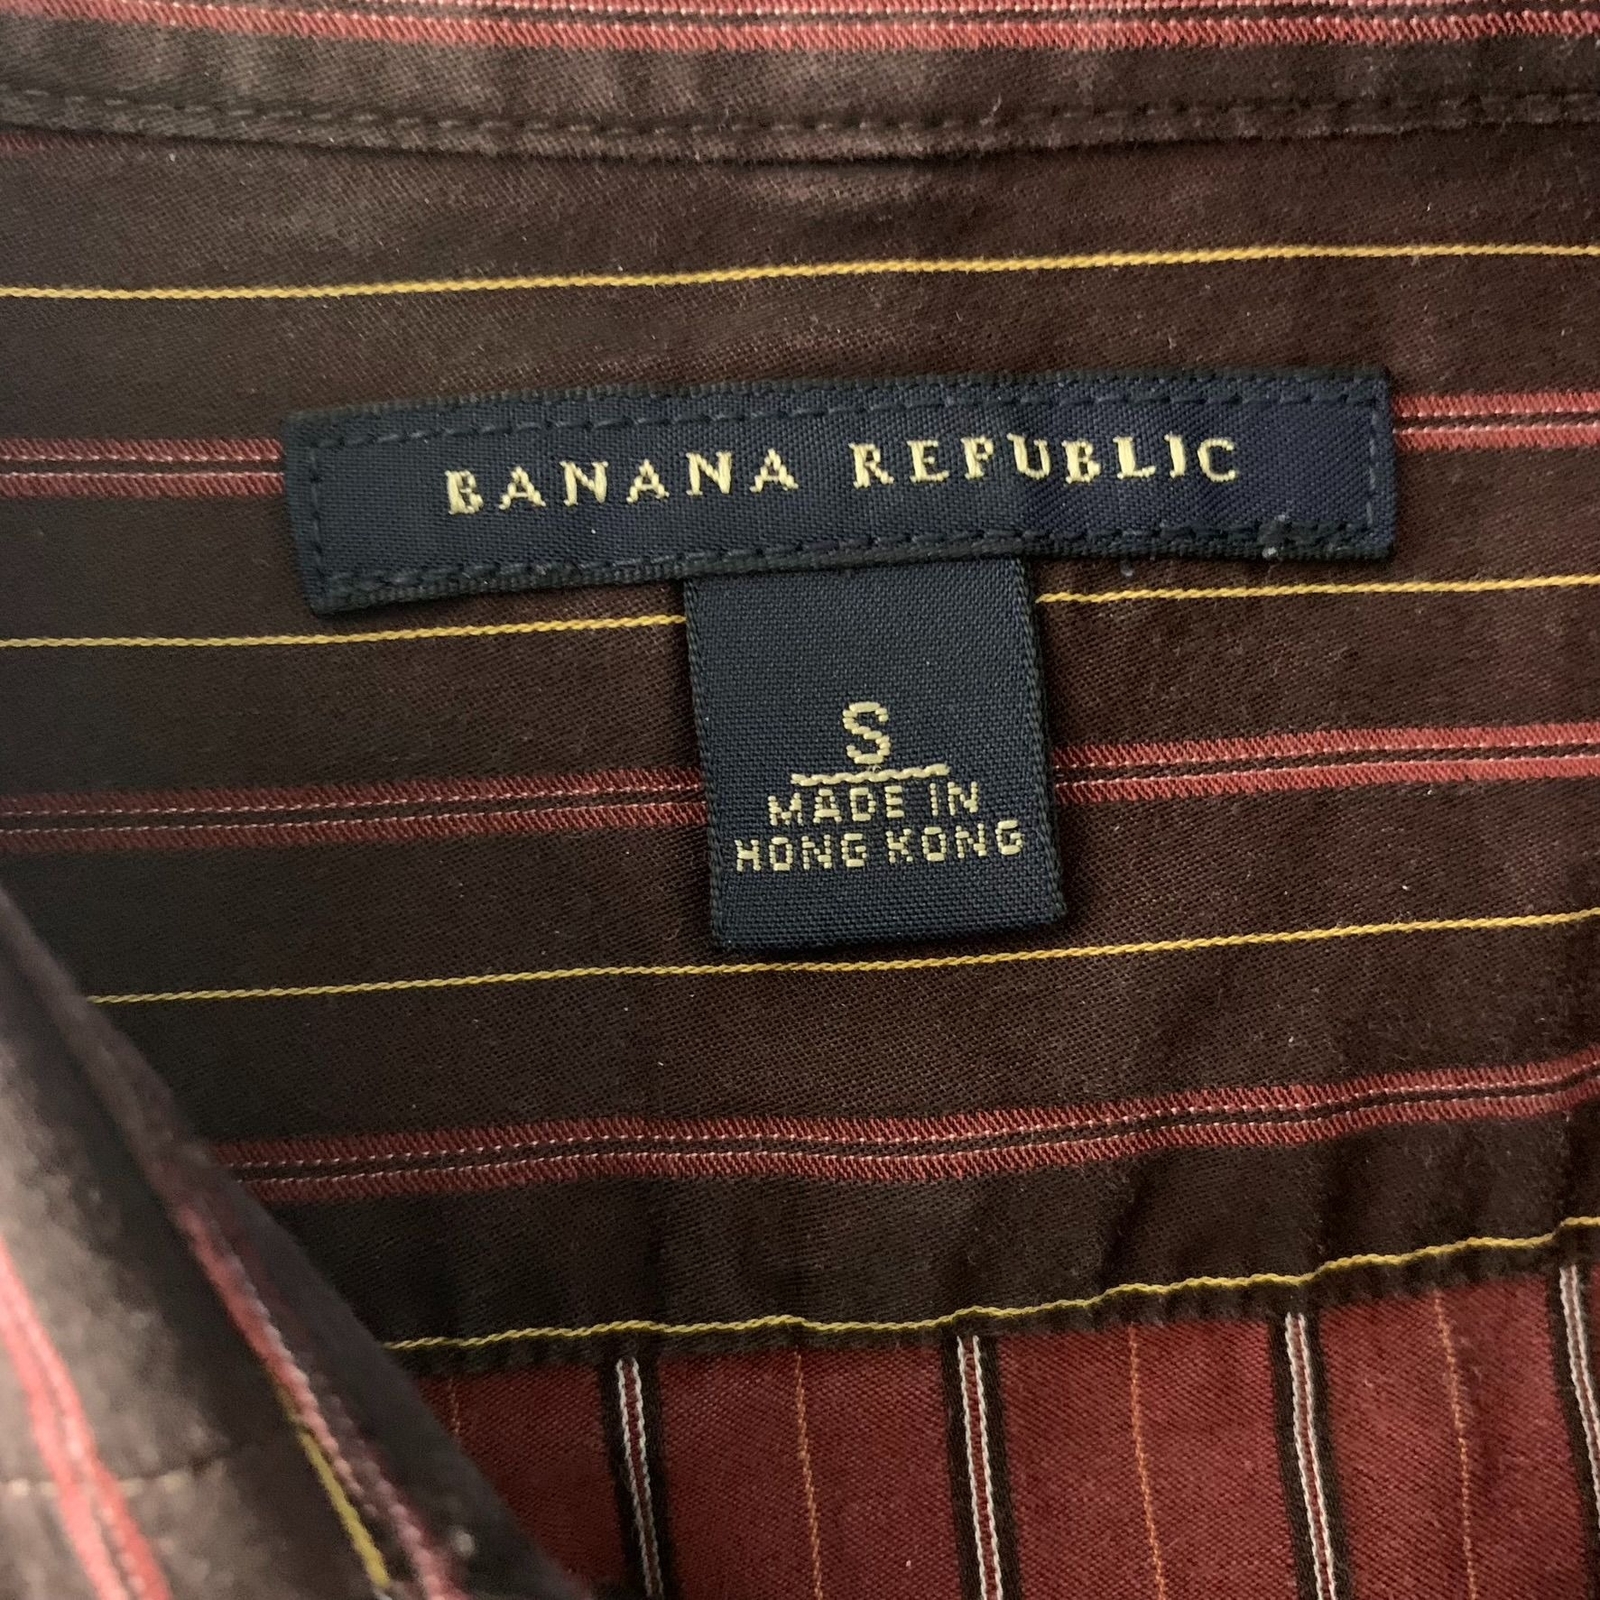 BANANA REPUBLIC
S
MADE IN
HONG KONG